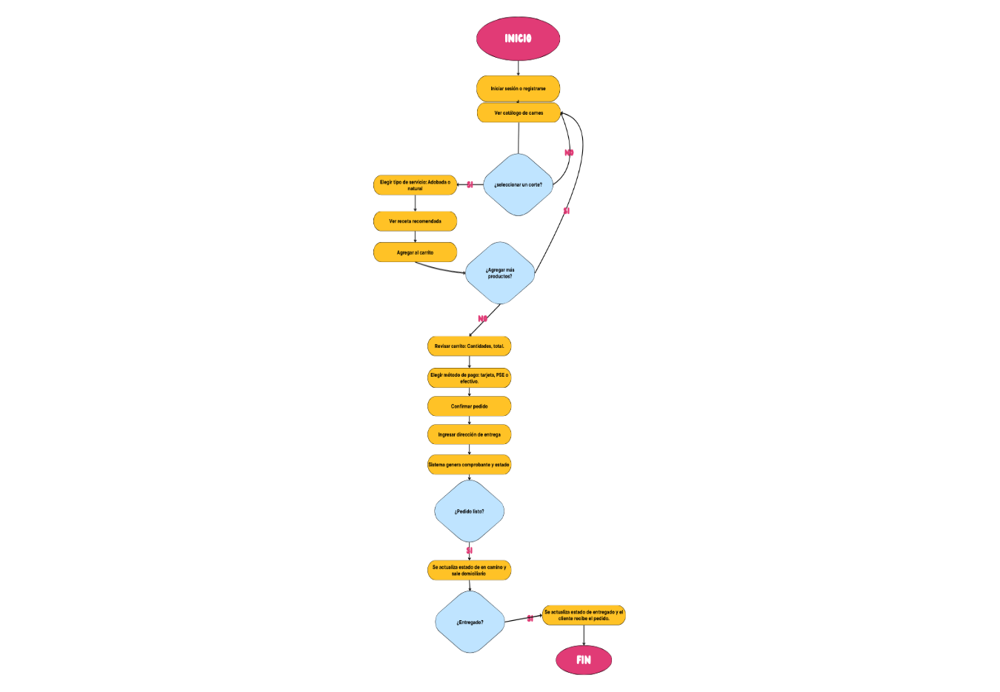 INICIO
Iniciar sesión o registrarse
Ver catálogo de carnes
NO
¿seleccionar un corte?
SI
Elegir tipo de servicio: Adobada o
natural
SI
Ver receta recomendada
Agregar al carrito
¿Agregar más
productos?
NO
Revisar carrito: Cantidades, total.
Elegir método de pago: tarjeta, PSE o
efectivo.
Confirmar pedido
Ingresar dirección de entrega
Sistema genera comprobante y estado
¿Pedido listo?
SI
Se actualiza estado de en camino y
sale domiciliario
¿Entregado?
SI
Se actualiza estado de entregado y el
cliente recibe el pedido.
FIN